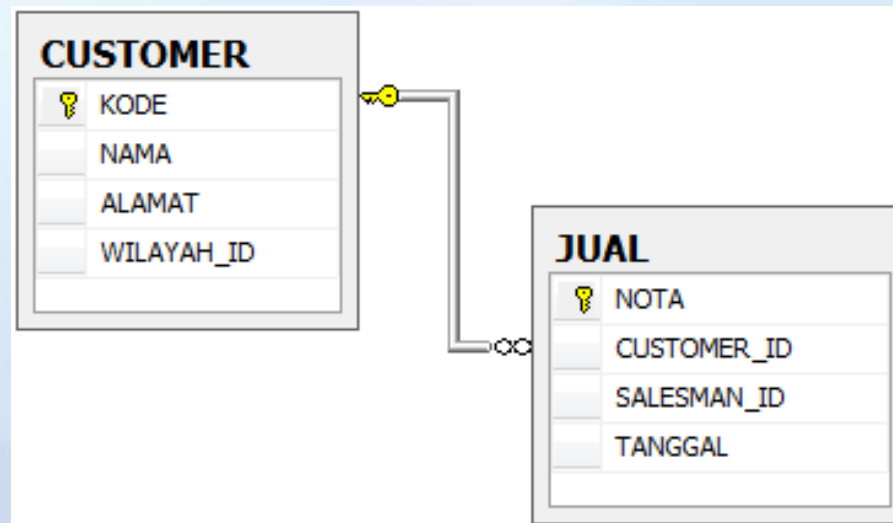 CUSTOMER
KODE
NAMA
ALAMAT
WILAYAH_ID
JUAL
NOTA
CUSTOMER_ID
SALESMAN_ID
TANGGAL